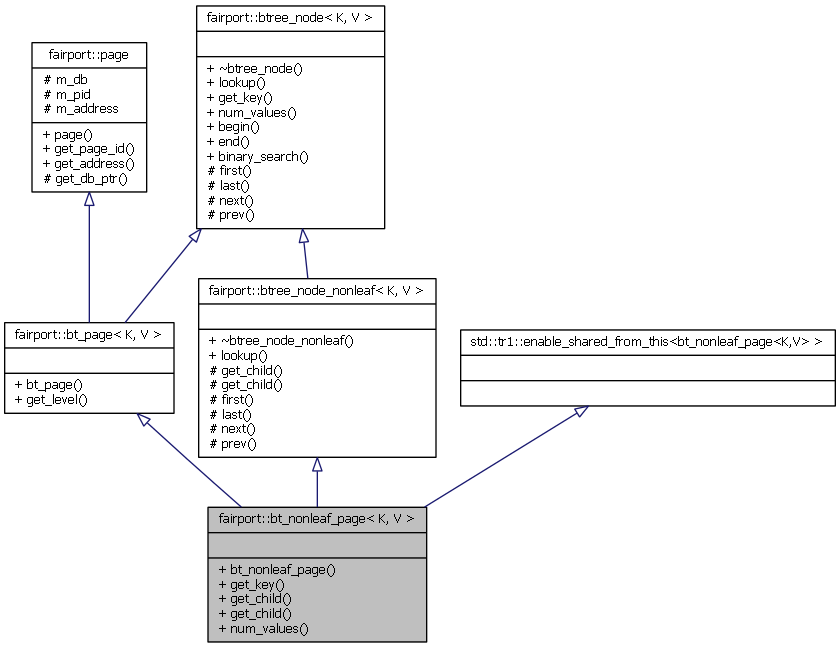 fairport::btree_node< K, V >
+ ~btree_node()
+ lookup()
+ get_key()
+ num_values()
+ begin()
+ end()
+ binary_search()
# first()
# last()
# next()
# prev()
fairport::page
# m_db
# m_pid
# m_address
+ page()
+ get_page_id()
+ get_address()
# get_db_ptr()
fairport::btree_node_nonleaf< K, V >
+ ~btree_node_nonleaf()
+ lookup()
# get_child()
# get_child()
# first()
# last()
# next()
# prev()
fairport::bt_page< K, V >
+ bt_page()
+ get_level()
std::tr1::enable_shared_from_this<bt_nonleaf_page<K,V> >
fairport::bt_nonleaf_page< K, V >
+ bt_nonleaf_page()
+ get_key()
+ get_child()
+ get_child()
+ num_values()